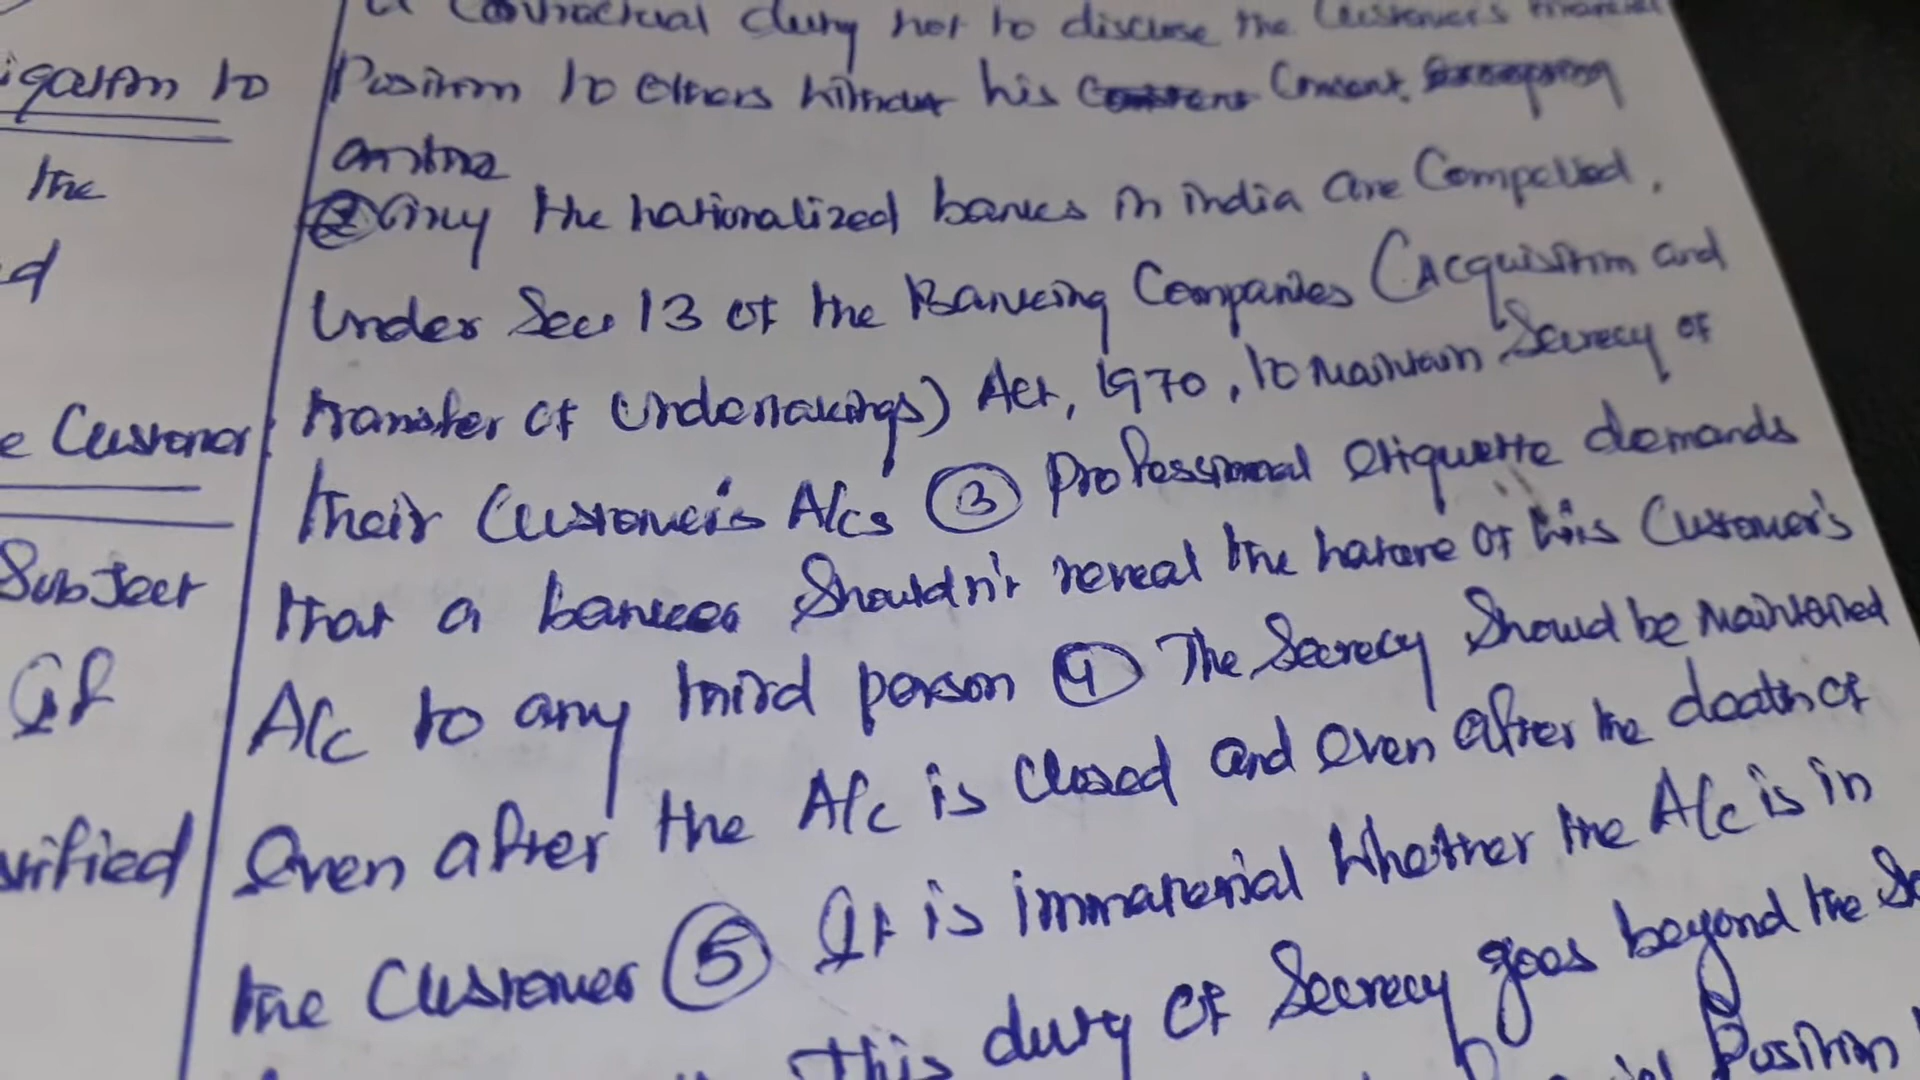 a Contractual duty not to disclose the Customer's financial
igation to
Position to others without his Consent.
the
② any the nationalized banks in india are Compelled,
d
Under Sec 13 of the Banking Companies (Acquisition and
transfer of Undertakings) Act, 1970, to maintain Secrecy of
e Customer:
their Customer's A/cs ③ Professional etiquette demands
Subject
that a banker Shouldn't reveal the nature of his Customer's
A/c to any third person ④ The Secrecy Should be maintained
If
Even after the A/c is Closed and even after the death of
rified
the Customer ⑤ It is immaterial Whether the A/c is in
This duty of Secrecy goes beyond the
Position